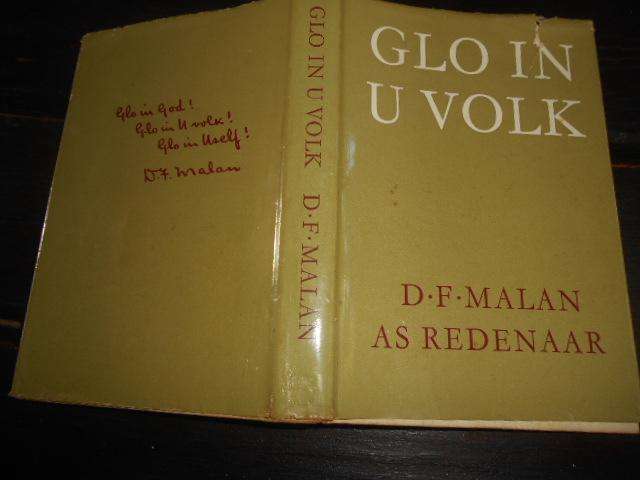 Glo in God!
Glo in U volk!
Glo in Uself!
D.F. Malan
GLO IN U VOLK D·F·MALAN
GLO IN
U VOLK
D·F·MALAN
AS REDENAAR